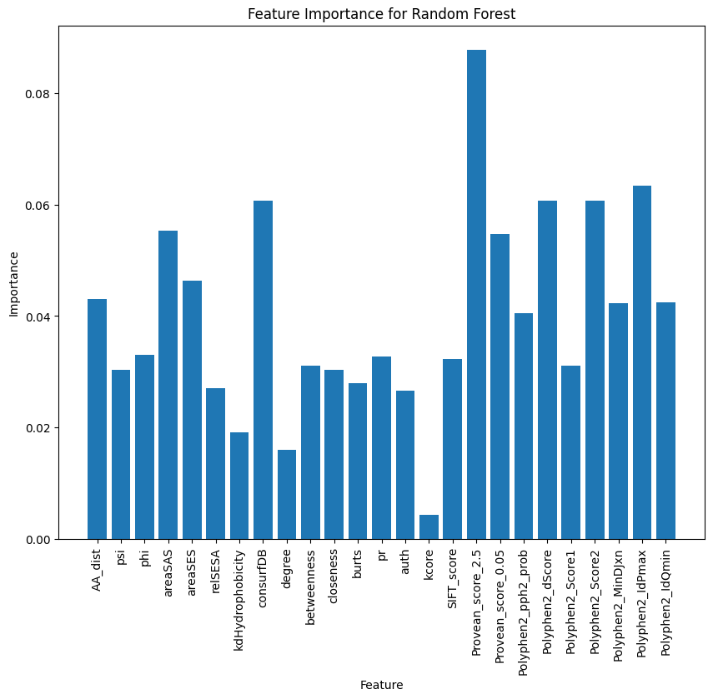 Feature Importance for Random Forest
Importance
0.08
0.06
0.04
0.02
0.00
AA_dist
psi
phi
areaSAS
areaSES
relSESA
kdHydrophobicity
consurfDB
degree
betweenness
closeness
burts
pr
auth
kcore
SIFT_score
Provean_score_2.5
Provean_score_0.05
Polyphen2_pph2_prob
Polyphen2_dScore
Polyphen2_Score1
Polyphen2_Score2
Polyphen2_MinDJxn
Polyphen2_IdPmax
Polyphen2_IdQmin
Feature